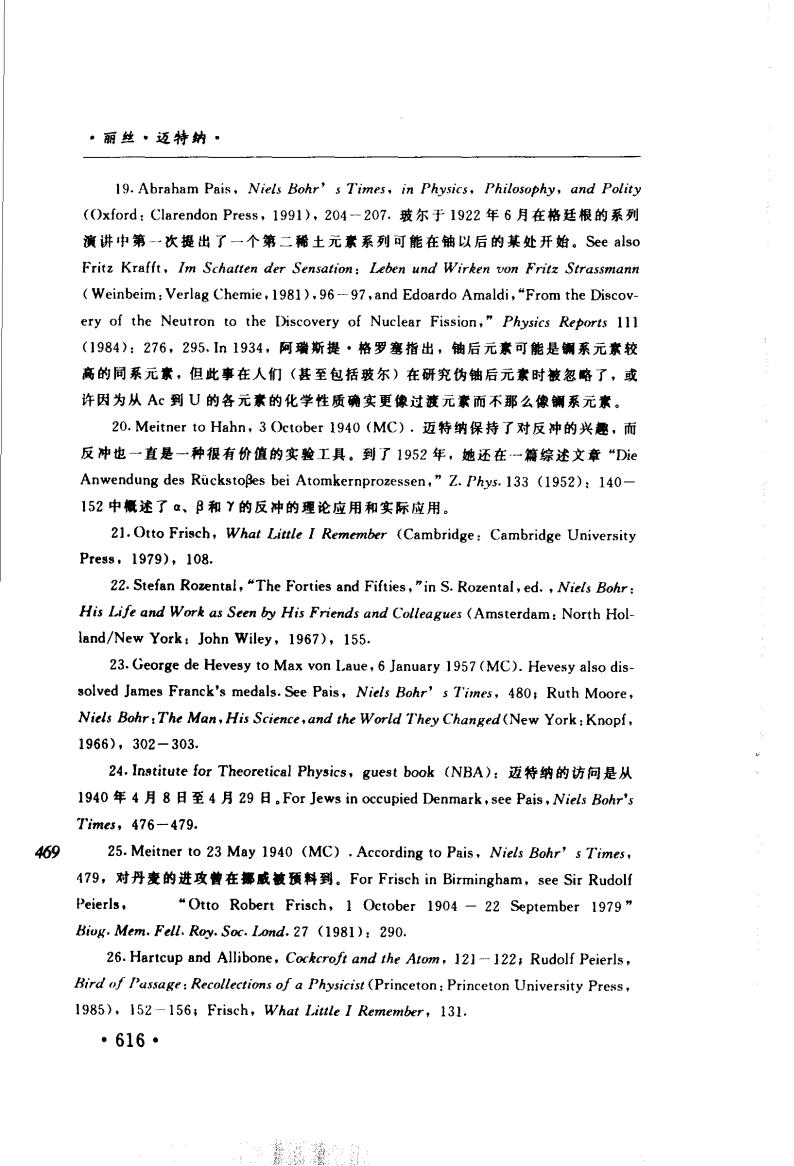 ·丽丝·迈特纳·
19. Abraham Pais, Niels Bohr' s Times, in Physics, Philosophy, and Polity
(Oxford: Clarendon Press, 1991), 204—207. 玻尔于 1922 年 6 月在格廷根的系列
演讲中第一次提出了一个第二稀土元素系列可能在铀以后的某处开始。See also
Fritz Krafft, Im Schatten der Sensation: Leben und Wirken von Fritz Strassmann
(Weinbeim: Verlag Chemie, 1981), 96—97, and Edoardo Amaldi, “From the Discov-
ery of the Neutron to the Discovery of Nuclear Fission,” Physics Reports 111
(1984): 276, 295. In 1934, 阿瑞斯提·格罗塞指出，铀后元素可能是锕系元素较
高的同系元素，但此事在人们（甚至包括玻尔）在研究伪铀后元素时被忽略了，或
许因为从 Ac 到 U 的各元素的化学性质确实更像过渡元素而不那么像锕系元素。
20. Meitner to Hahn, 3 October 1940 (MC). 迈特纳保持了对反冲的兴趣，而
反冲也一直是一种很有价值的实验工具。到了 1952 年，她还在一篇综述文章 “Die
Anwendung des Rückstoβes bei Atomkernprozessen,” Z. Phys. 133 (1952): 140—
152 中概述了 α、β 和 γ 的反冲的理论应用和实际应用。
21. Otto Frisch, What Little I Remember (Cambridge: Cambridge University
Press, 1979), 108.
22. Stefan Rozental, “The Forties and Fifties,” in S. Rozental, ed. , Niels Bohr:
His Life and Work as Seen by His Friends and Colleagues (Amsterdam: North Hol-
land/New York: John Wiley, 1967), 155.
23. George de Hevesy to Max von Laue, 6 January 1957 (MC). Hevesy also dis-
solved James Franck's medals. See Pais, Niels Bohr' s Times, 480; Ruth Moore,
Niels Bohr: The Man, His Science, and the World They Changed (New York: Knopf,
1966), 302—303.
24. Institute for Theoretical Physics, guest book (NBA): 迈特纳的访问是从
1940 年 4 月 8 日至 4 月 29 日。For Jews in occupied Denmark, see Pais, Niels Bohr's
Times, 476—479.
469
25. Meitner to 23 May 1940 (MC) . According to Pais, Niels Bohr' s Times,
479, 对丹麦的进攻曾在挪威被预料到。For Frisch in Birmingham, see Sir Rudolf
Peierls, “Otto Robert Frisch, 1 October 1904 — 22 September 1979”
Biog. Mem. Fell. Roy. Soc. Lond. 27 (1981): 290.
26. Hartcup and Allibone, Cockcroft and the Atom, 121—122; Rudolf Peierls,
Bird of Passage: Recollections of a Physicist (Princeton: Princeton University Press,
1985), 152—156; Frisch, What Little I Remember, 131.
·616·